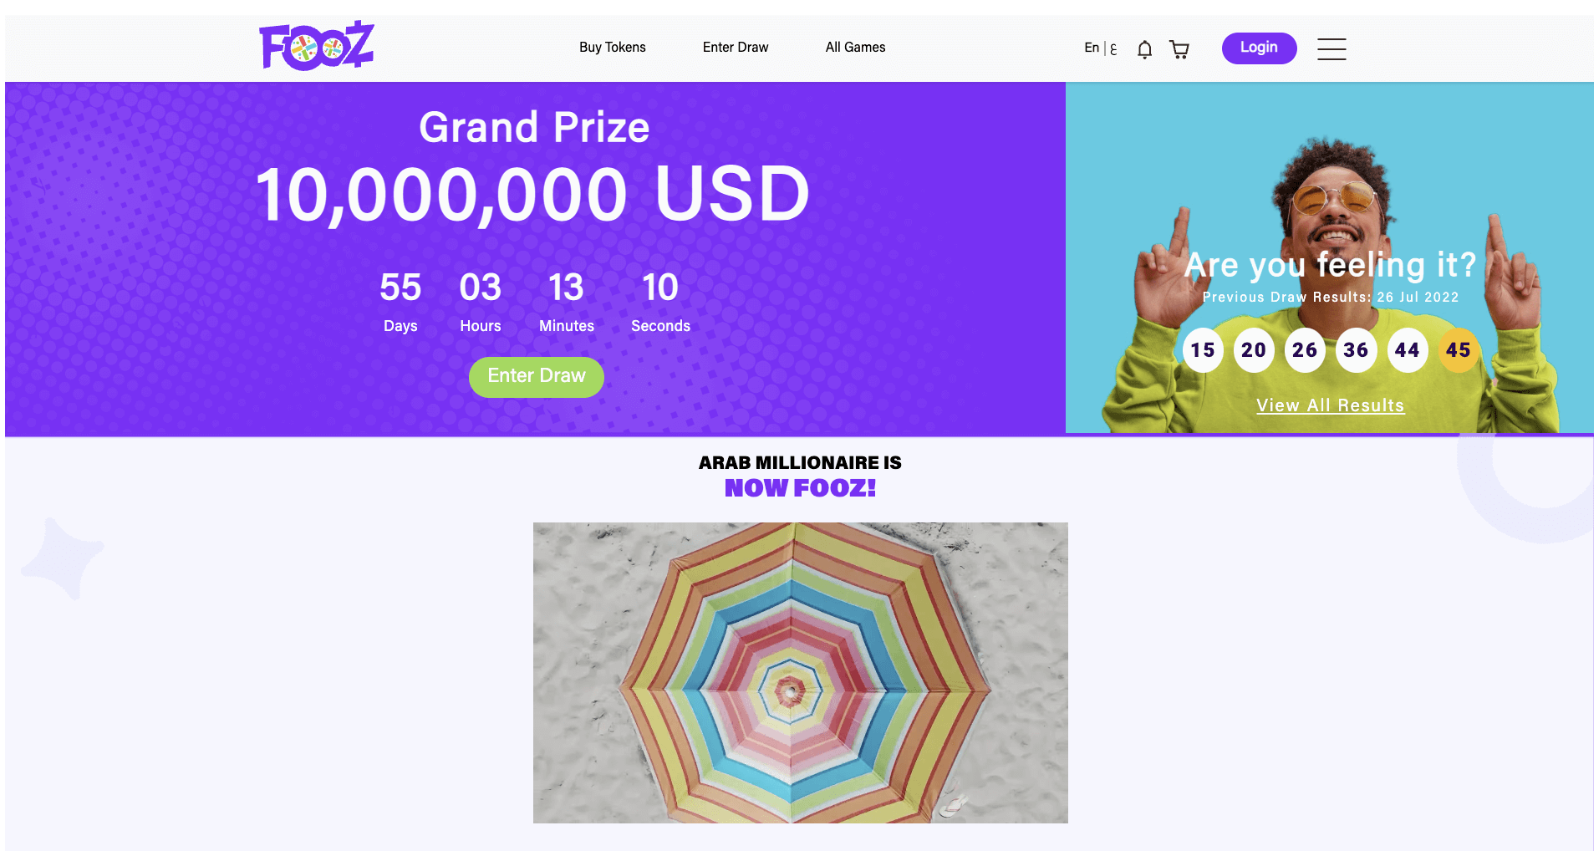 FOOZ
Buy Tokens
Enter Draw
All Games
En | ع
Login
Grand Prize
10,000,000 USD
55 03 13 10
Days Hours Minutes Seconds
Enter Draw
Are you feeling it?
Previous Draw Results: 26 Jul 2022
15 20 26 36 44 45
View All Results
ARAB MILLIONAIRE IS
NOW FOOZ!